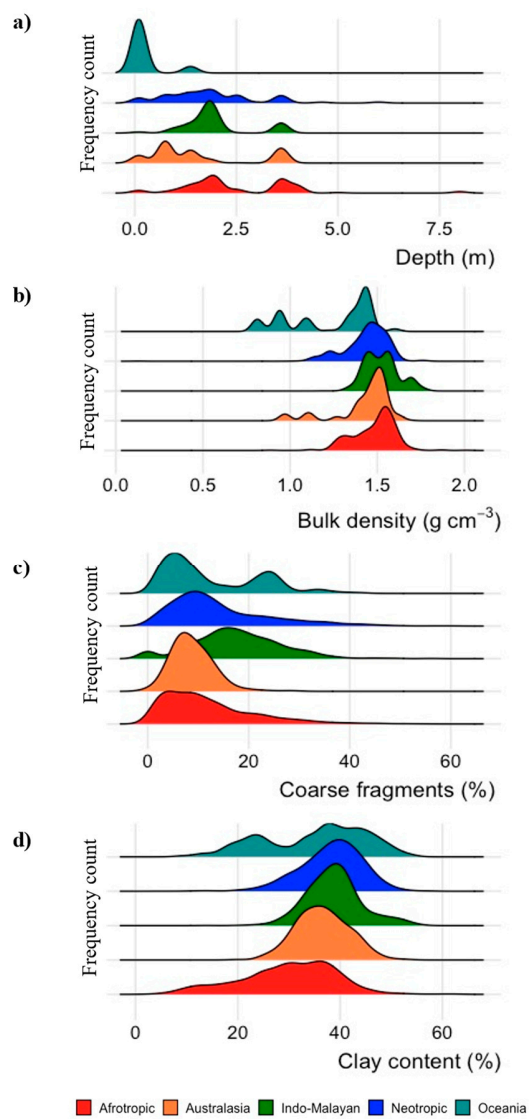 a)
Frequency count
0.0 2.5 5.0 7.5
Depth (m)
b)
Frequency count
0.0 0.5 1.0 1.5 2.0
Bulk density (g cm⁻³)
c)
Frequency count
0 20 40 60
Coarse fragments (%)
d)
Frequency count
0 20 40 60
Clay content (%)
Afrotropic Australasia Indo-Malayan Neotropic Oceania